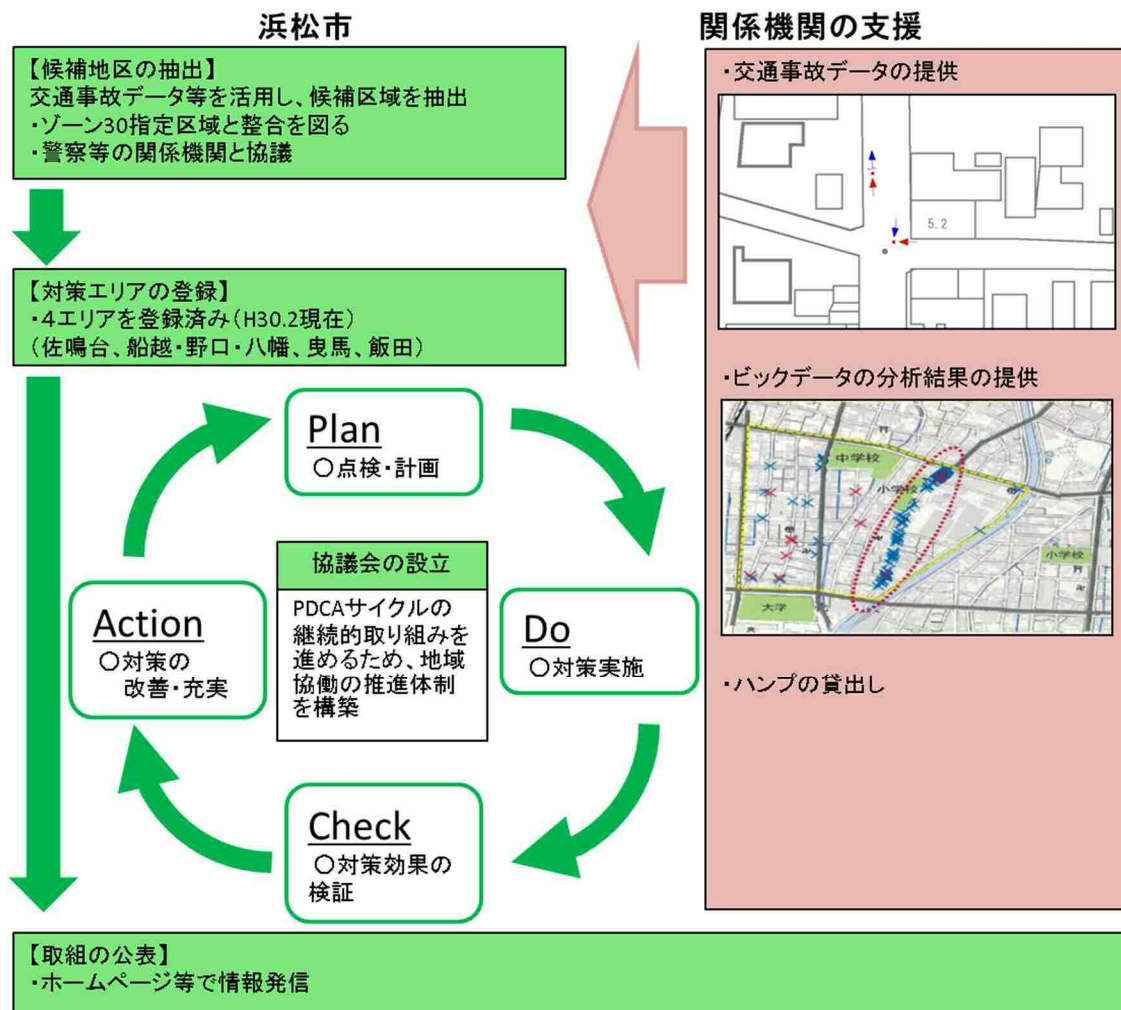 浜松市
【候補地区の抽出】
交通事故データ等を活用し、候補区域を抽出
・ゾーン30指定区域と整合を図る
・警察等の関係機関と協議
【対策エリアの登録】
・4エリアを登録済み（H30.2現在）
（佐鳴台、船越・野口・八幡、曳馬、飯田）
Plan
○点検・計画
Do
○対策実施
Check
○対策効果の
検証
Action
○対策の
改善・充実
協議会の設立
PDCAサイクルの
継続的取り組みを
進めるため、地域
協働の推進体制
を構築
関係機関の支援
・交通事故データの提供
5.2
・ビックデータの分析結果の提供
中学校
小学校
小学校
大学
・ハンプの貸出し
【取組の公表】
・ホームページ等で情報発信